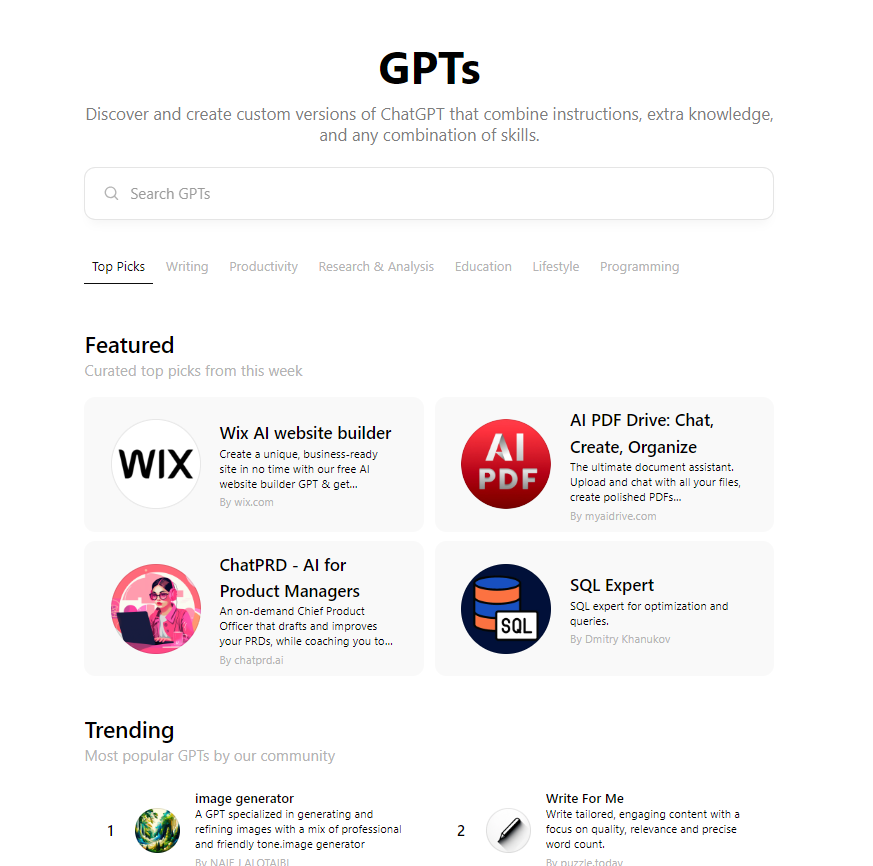 GPTs
Discover and create custom versions of ChatGPT that combine instructions, extra knowledge,
and any combination of skills.
Search GPTs
Top Picks Writing Productivity Research & Analysis Education Lifestyle Programming
Featured
Curated top picks from this week
WIX
Wix AI website builder
Create a unique, business-ready
site in no time with our free AI
website builder GPT & get...
By wix.com
AI
PDF
AI PDF Drive: Chat,
Create, Organize
The ultimate document assistant.
Upload and chat with all your files,
create polished PDFs...
By myaidrive.com
ChatPRD - AI for
Product Managers
An on-demand Chief Product
Officer that drafts and improves
your PRDs, while coaching you to...
By chatprd.ai
SQL
SQL Expert
SQL expert for optimization and
queries.
By Dmitry Khanukov
Trending
Most popular GPTs by our community
1
image generator
A GPT specialized in generating and
refining images with a mix of professional
and friendly tone.image generator
By NAIF J ALOTAIBI
2
Write For Me
Write tailored, engaging content with a
focus on quality, relevance and precise
word count.
By puzzle.today